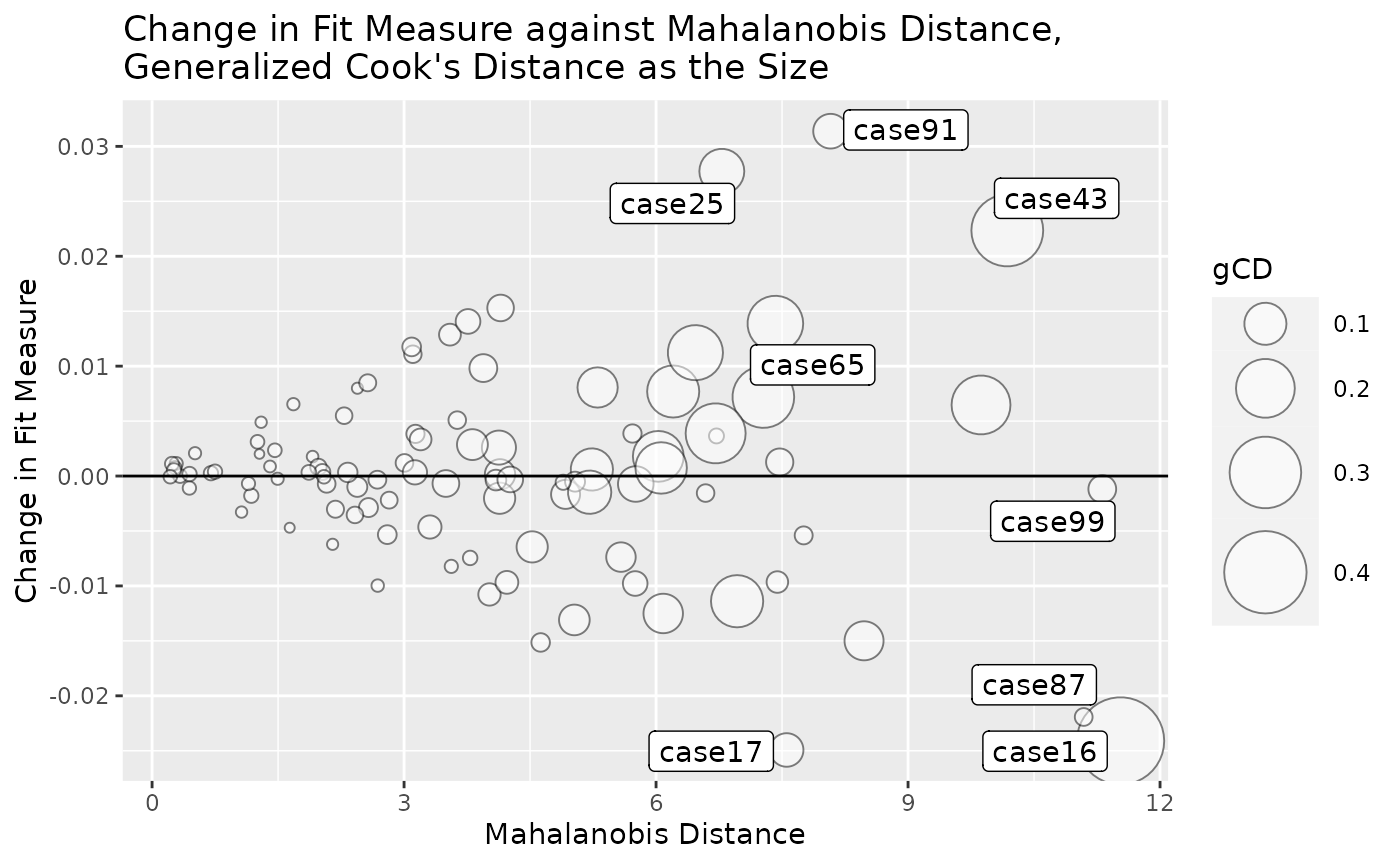 Change in Fit Measure against Mahalanobis Distance,
Generalized Cook's Distance as the Size
case91
case25
case43
case65
case99
case87
case17
case16
0.03
0.02
0.01
0.00
-0.01
-0.02
Change in Fit Measure
0
3
6
9
12
Mahalanobis Distance
gCD
0.1
0.2
0.3
0.4